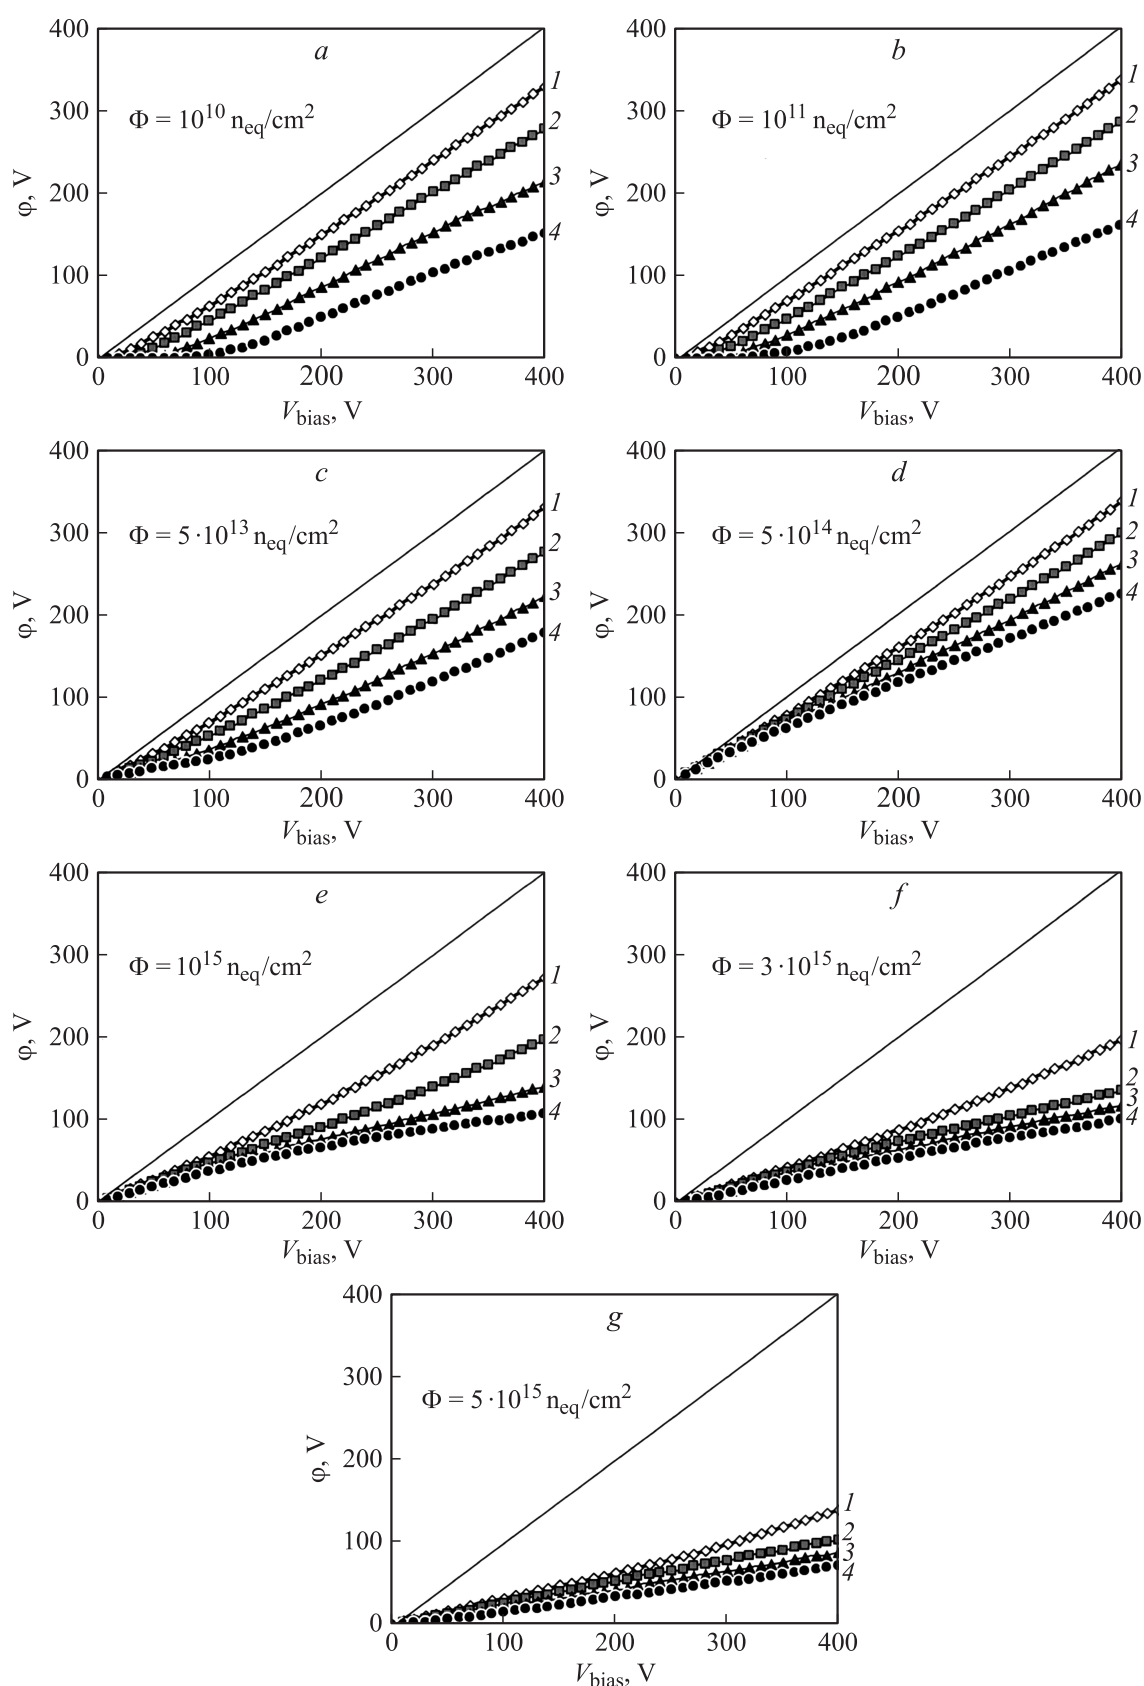 400
a
b
300
Φ = 10^10 n_eq/cm^2
Φ = 10^11 n_eq/cm^2
1
2
3
4
200
100
0
φ, V
0 100 200 300 400
V_bias, V
400
300
200
100
0
φ, V
1
2
3
4
0 100 200 300 400
V_bias, V
400
300
200
100
0
φ, V
c
Φ = 5·10^13 n_eq/cm^2
1
2
3
4
0 100 200 300 400
V_bias, V
400
300
200
100
0
φ, V
d
Φ = 5·10^14 n_eq/cm^2
1
2
3
4
0 100 200 300 400
V_bias, V
400
300
200
100
0
φ, V
e
Φ = 10^15 n_eq/cm^2
1
2
3
4
0 100 200 300 400
V_bias, V
400
300
200
100
0
φ, V
f
Φ = 3·10^15 n_eq/cm^2
1
2
3
4
0 100 200 300 400
V_bias, V
400
300
200
100
0
φ, V
g
Φ = 5·10^15 n_eq/cm^2
1
2
3
4
0 100 200 300 400
V_bias, V